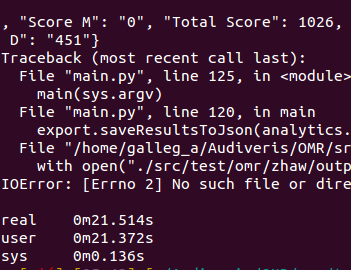 , "Score M": "0", "Total Score": 1026,
D": "451"}
Traceback (most recent call last):
File "main.py", line 125, in <module>
main(sys.argv)
File "main.py", line 120, in main
export.saveResultsToJson(analytics.
File "/home/galleg_a/Audiveris/OMR/sr
with open("./src/test/omr/zhaw/outp
IOError: [Errno 2] No such file or dire
real 0m21.514s
user 0m21.372s
sys 0m0.136s